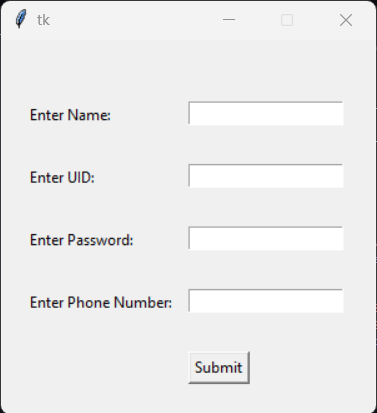 tk
Enter Name:
Enter UID:
Enter Password:
Enter Phone Number:
Submit